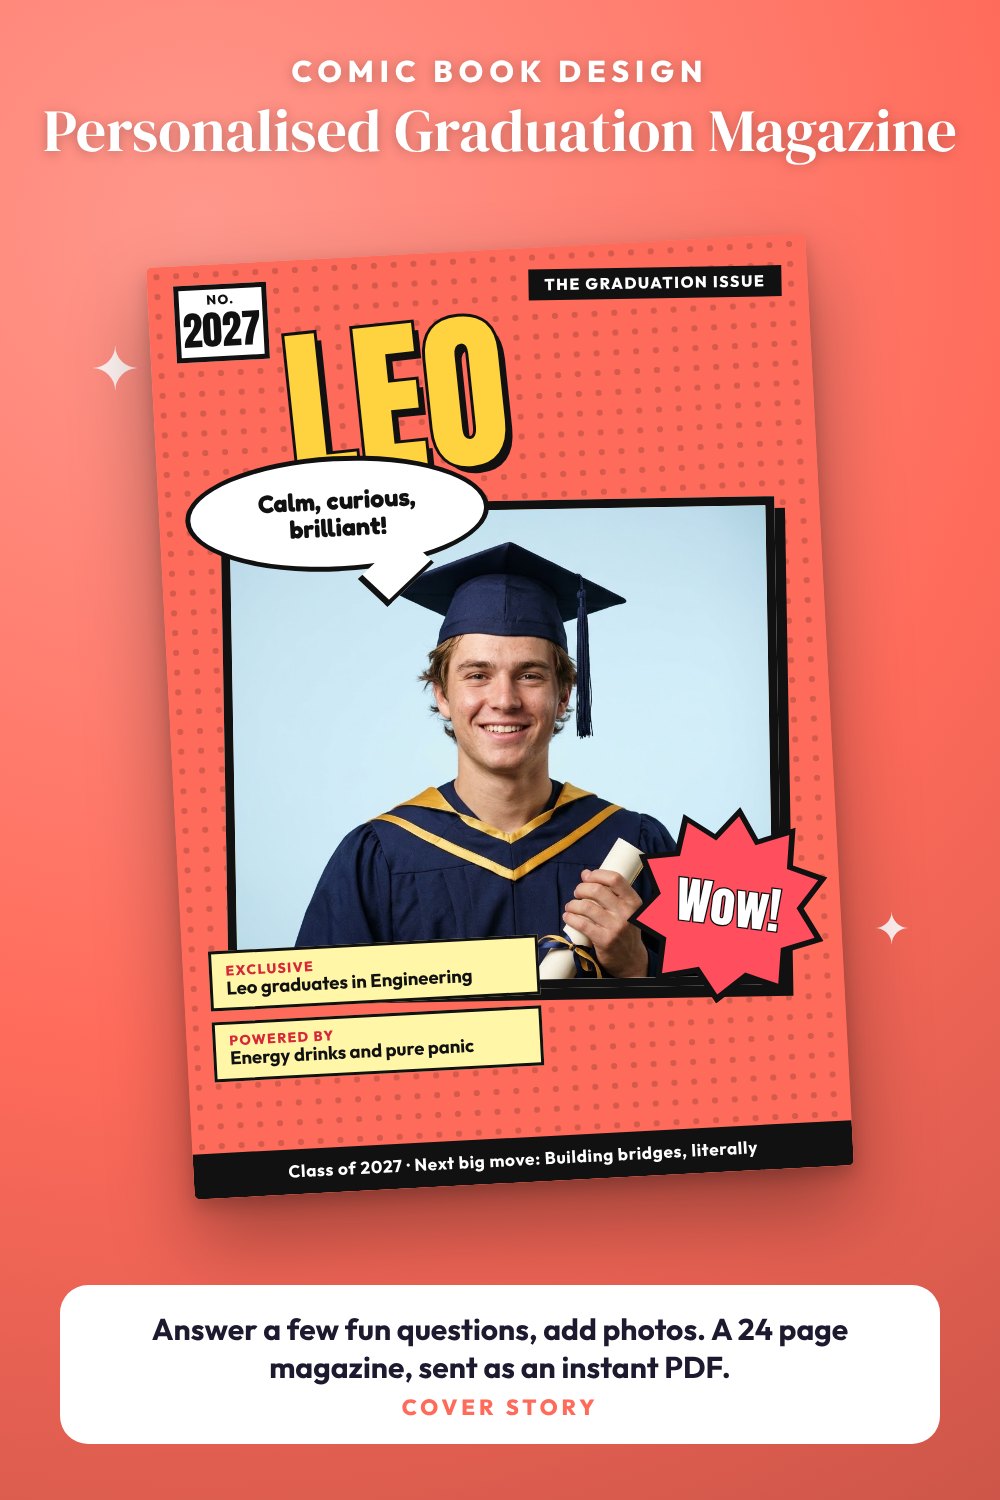 COMIC BOOK DESIGN
Personalised Graduation Magazine
NO.
2027
THE GRADUATION ISSUE
LEO
Calm, curious,
brilliant!
Wow!
EXCLUSIVE
Leo graduates in Engineering
POWERED BY
Energy drinks and pure panic
Class of 2027 · Next big move: Building bridges, literally
Answer a few fun questions, add photos. A 24 page
magazine, sent as an instant PDF.
COVER STORY